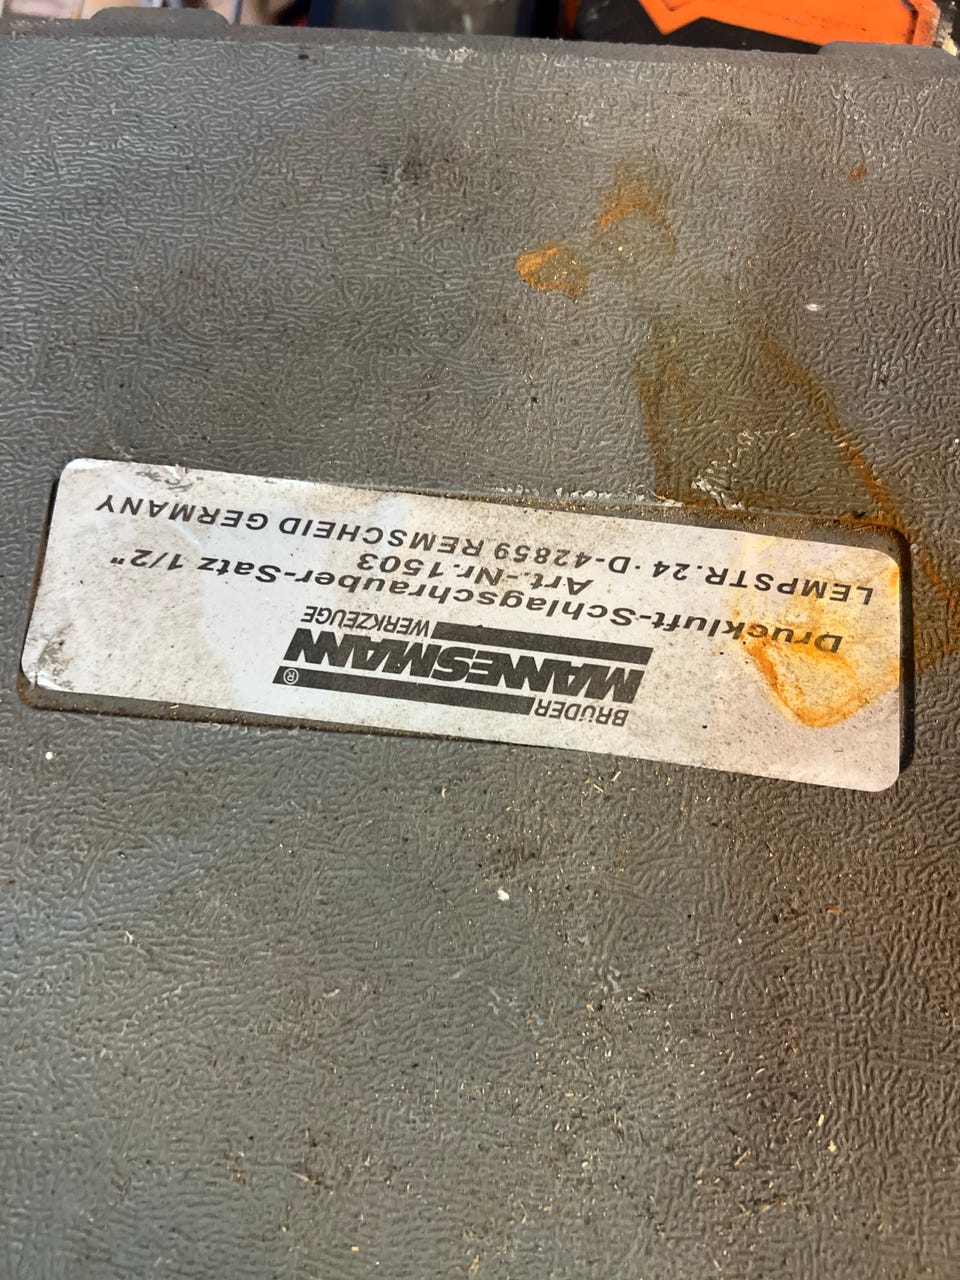 BRÜDER
MANNESMANN®
WERKZEUGE
Druckluft-Schlagschrauber-Satz 1/2"
Art.-Nr.1503
LEMPSTR.24 · D-42859 REMSCHEID GERMANY